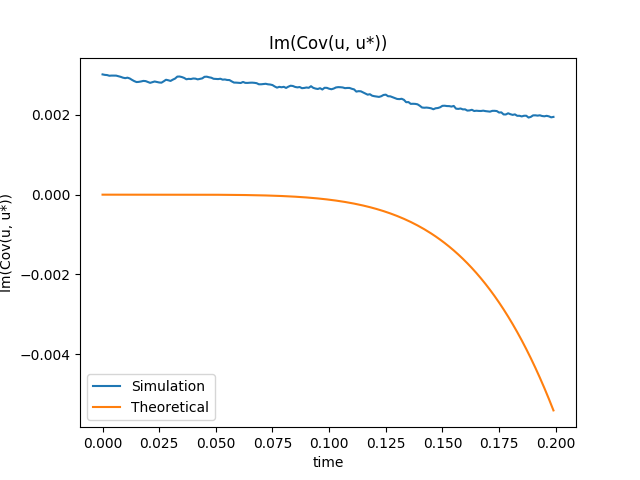 Im(Cov(u, u*))
Im(Cov(u, u*))
0.002
0.000
−0.002
−0.004
Simulation
Theoretical
0.000 0.025 0.050 0.075 0.100 0.125 0.150 0.175 0.200
time